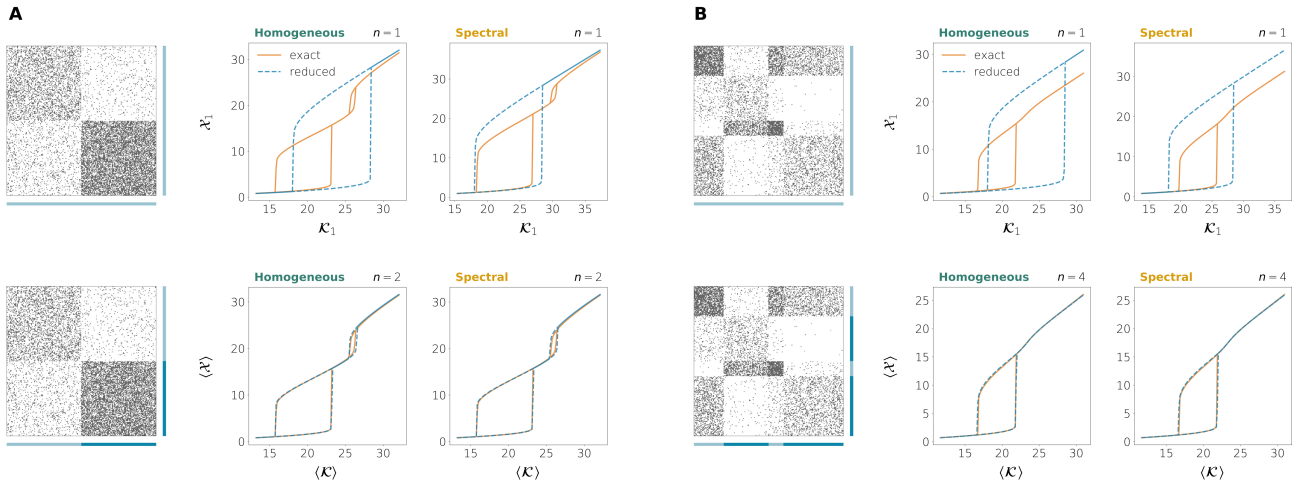 A
B
Homogeneous n = 1
Spectral n = 1
Homogeneous n = 1
Spectral n = 1
exact
reduced
exact
reduced
30
20
10
0
30
20
10
0
30
20
10
0
30
20
10
0
𝒳₁
𝒳₁
15 20 25 30
15 20 25 30 35
15 20 25 30
15 20 25 30 35
𝒦₁
𝒦₁
𝒦₁
𝒦₁
Homogeneous n = 2
Spectral n = 2
Homogeneous n = 4
Spectral n = 4
30
20
10
0
30
20
10
0
25
20
15
10
5
0
25
20
15
10
5
0
⟨𝒳⟩
⟨𝒳⟩
15 20 25 30
15 20 25 30
15 20 25 30
15 20 25 30
⟨𝒦⟩
⟨𝒦⟩
⟨𝒦⟩
⟨𝒦⟩